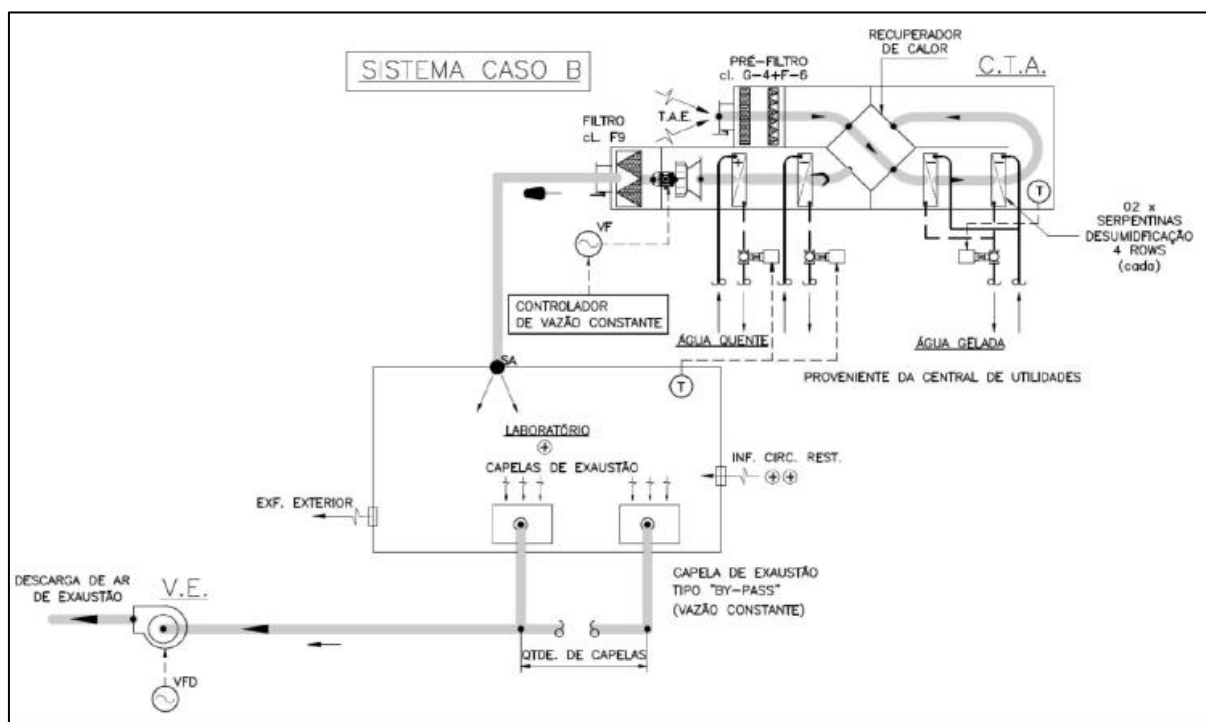 SISTEMA CASO B
RECUPERADOR
DE CALOR
C.T.A.
PRÉ-FILTRO
cl. G-4+F-6
T.A.E.
FILTRO
cL. F9
+
+
-
-
T
02 x
SERPENTINAS
DESUMIDFICAÇÃO
4 ROWS
(cada)
VF
CONTROLADOR
DE VAZÃO CONSTANTE
ÁGUA QUENTE
ÁGUA GELADA
PROVENIENTE DA CENTRAL DE UTILIDADES
SA
T
LABORATÓRIO
+
CAPELAS DE EXAUSTÃO
INF. CIRC. REST.
+ +
EXF. EXTERIOR
DESCARGA DE AR
DE EXAUSTÃO
V.E.
CAPELA DE EXAUSTÃO
TIPO "BY-PASS"
(VAZÃO CONSTANTE)
QTDE. DE CAPELAS
VFD